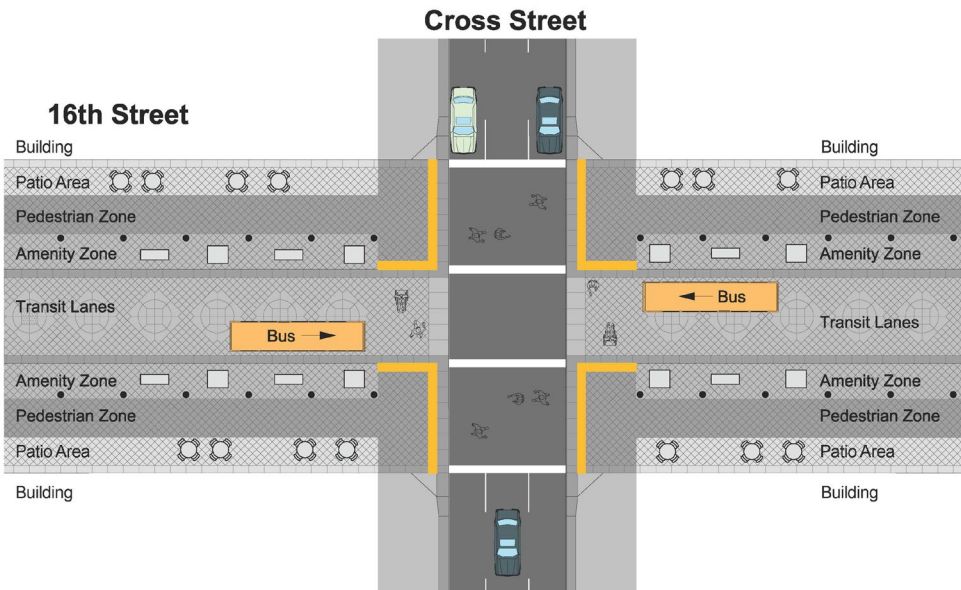 Cross Street
16th Street
Building
Building
Patio Area
Patio Area
Pedestrian Zone
Pedestrian Zone
Amenity Zone
Amenity Zone
Bus
Transit Lanes
Transit Lanes
Bus
Amenity Zone
Amenity Zone
Pedestrian Zone
Pedestrian Zone
Patio Area
Patio Area
Building
Building